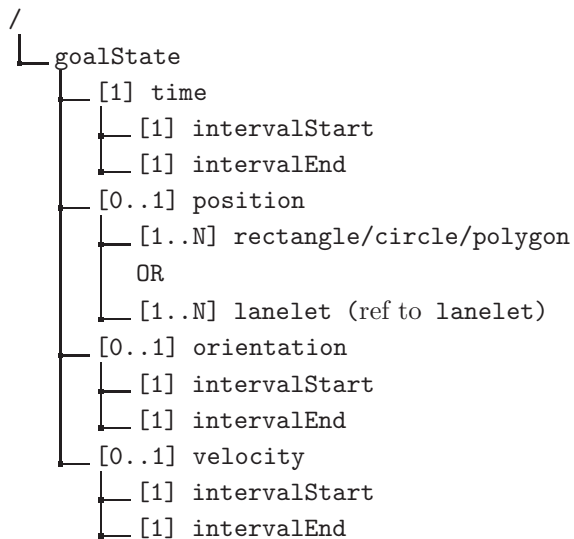 /
goalState
[1] time
[1] intervalStart
[1] intervalEnd
[0..1] position
[1..N] rectangle/circle/polygon
OR
[1..N] lanelet (ref to lanelet)
[0..1] orientation
[1] intervalStart
[1] intervalEnd
[0..1] velocity
[1] intervalStart
[1] intervalEnd